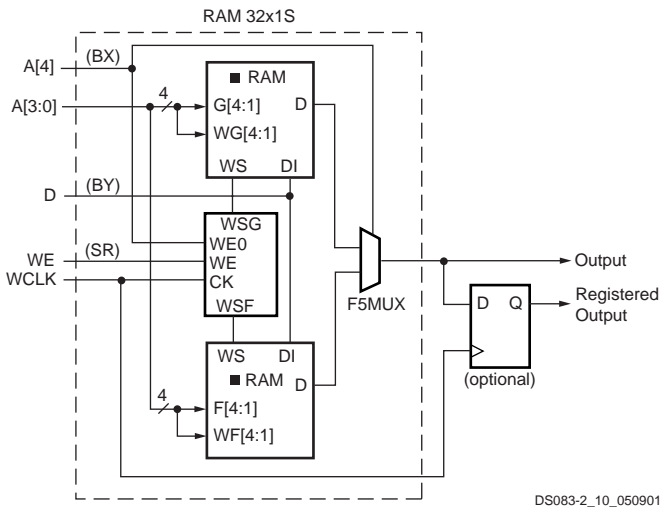 RAM 32x1S
A[4]
(BX)
A[3:0]
4
RAM
G[4:1]
D
WG[4:1]
WS
DI
D
(BY)
WSG
WE0
WE
(SR)
WE
WCLK
CK
WSF
F5MUX
Output
D
Q
Registered
Output
(optional)
WS
DI
RAM
D
4
F[4:1]
WF[4:1]
DS083-2_10_050901